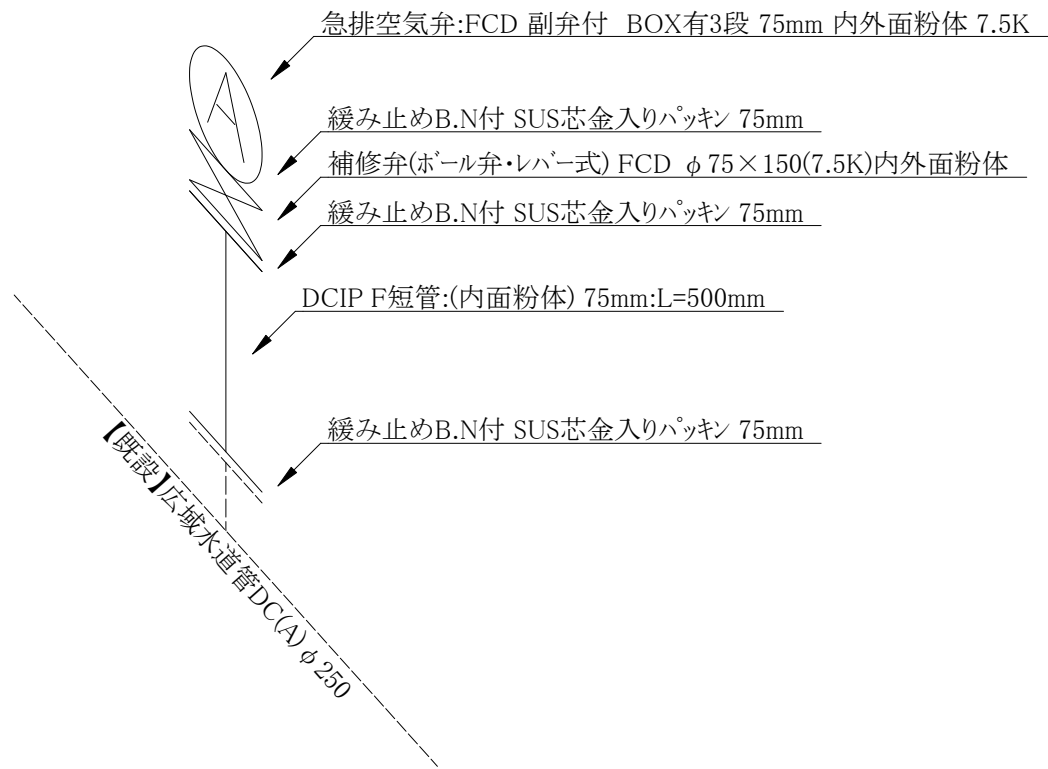 急排空気弁:FCD 副弁付 BOX有3段 75mm 内外面粉体 7.5K
緩み止めB.N付 SUS芯金入りパッキン 75mm
補修弁(ボール弁・レバー式) FCD φ75×150(7.5K)内外面粉体
緩み止めB.N付 SUS芯金入りパッキン 75mm
DCIP F短管:(内面粉体) 75mm:L=500mm
緩み止めB.N付 SUS芯金入りパッキン 75mm
【既設】広域水道管DC(A)φ250